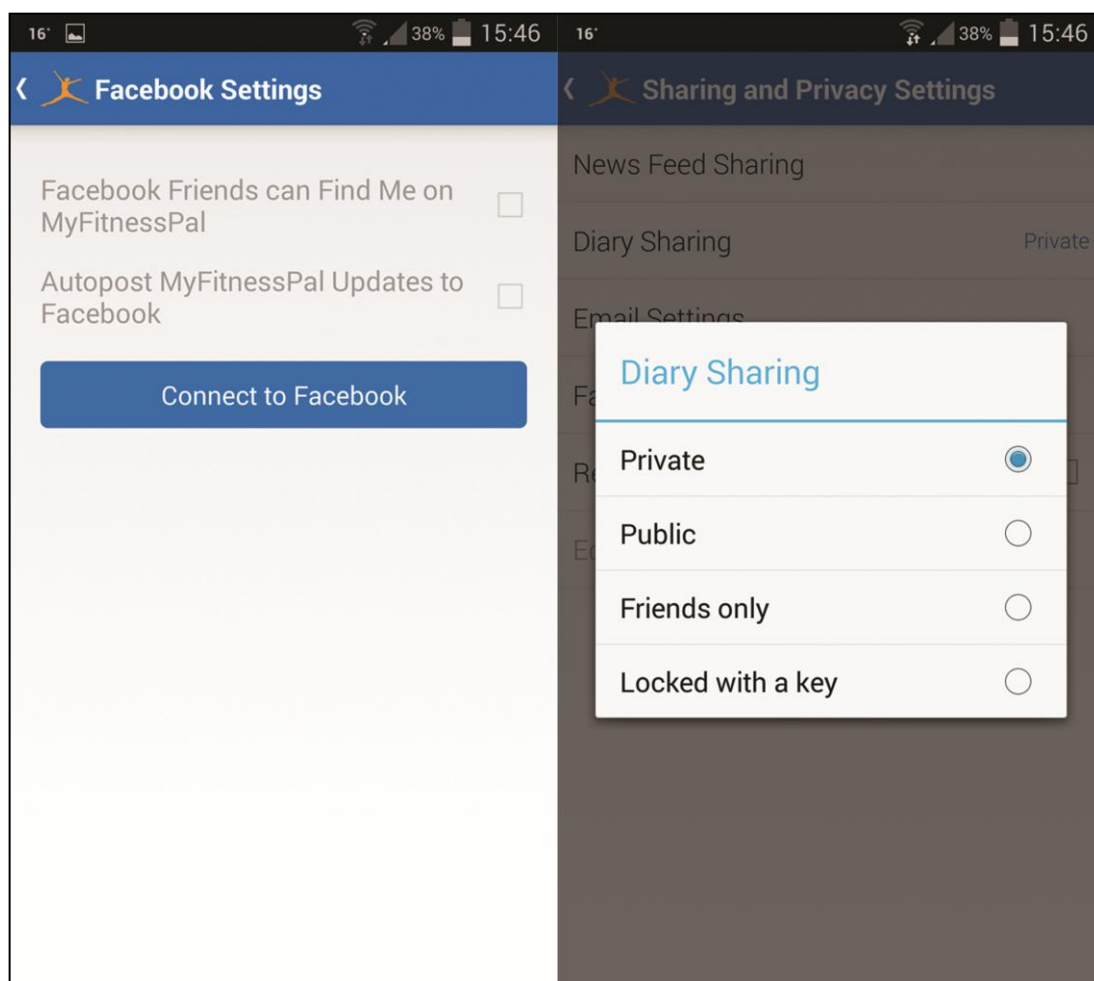 16°
38%
15:46
Facebook Settings
Facebook Friends can Find Me on
MyFitnessPal
Autopost MyFitnessPal Updates to
Facebook
Connect to Facebook
16°
38%
15:46
Sharing and Privacy Settings
News Feed Sharing
Diary Sharing Private
Email Settings
Diary Sharing
Private
Public
Friends only
Locked with a key